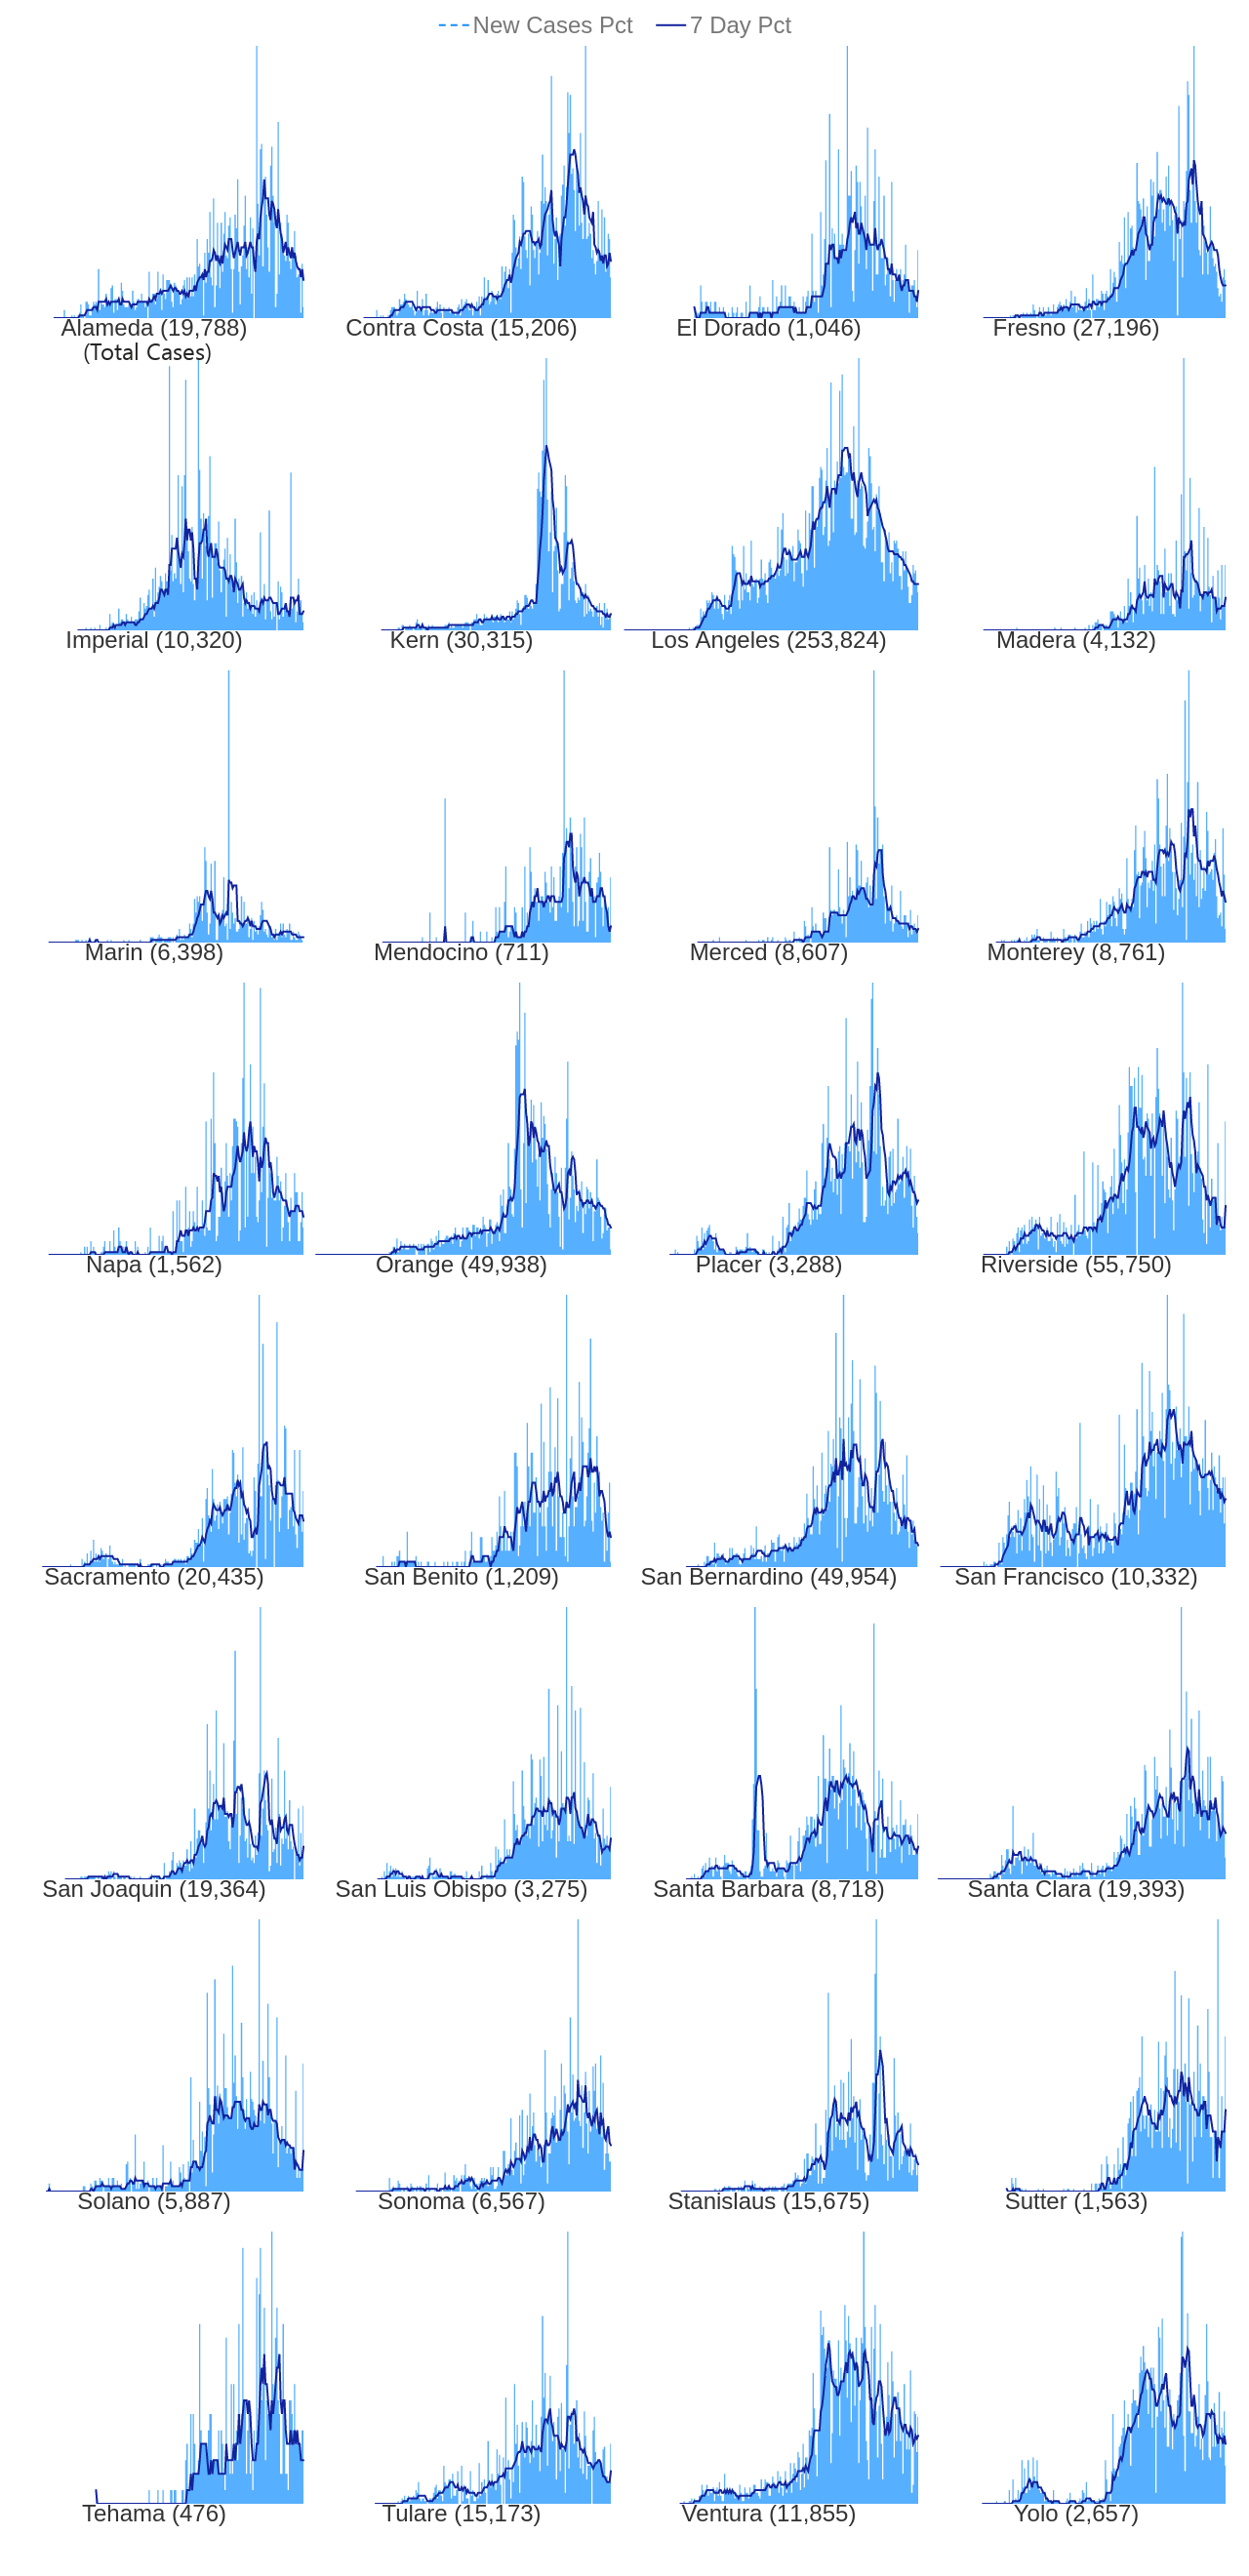 New Cases Pct 7 Day Pct
Alameda (19,788) Contra Costa (15,206) El Dorado (1,046) Fresno (27,196)
(Total Cases)
Imperial (10,320) Kern (30,315) Los Angeles (253,824) Madera (4,132)
Marin (6,398) Mendocino (711) Merced (8,607) Monterey (8,761)
Napa (1,562) Orange (49,938) Placer (3,288) Riverside (55,750)
Sacramento (20,435) San Benito (1,209) San Bernardino (49,954) San Francisco (10,332)
San Joaquin (19,364) San Luis Obispo (3,275) Santa Barbara (8,718) Santa Clara (19,393)
Solano (5,887) Sonoma (6,567) Stanislaus (15,675) Sutter (1,563)
Tehama (476) Tulare (15,173) Ventura (11,855) Yolo (2,657)